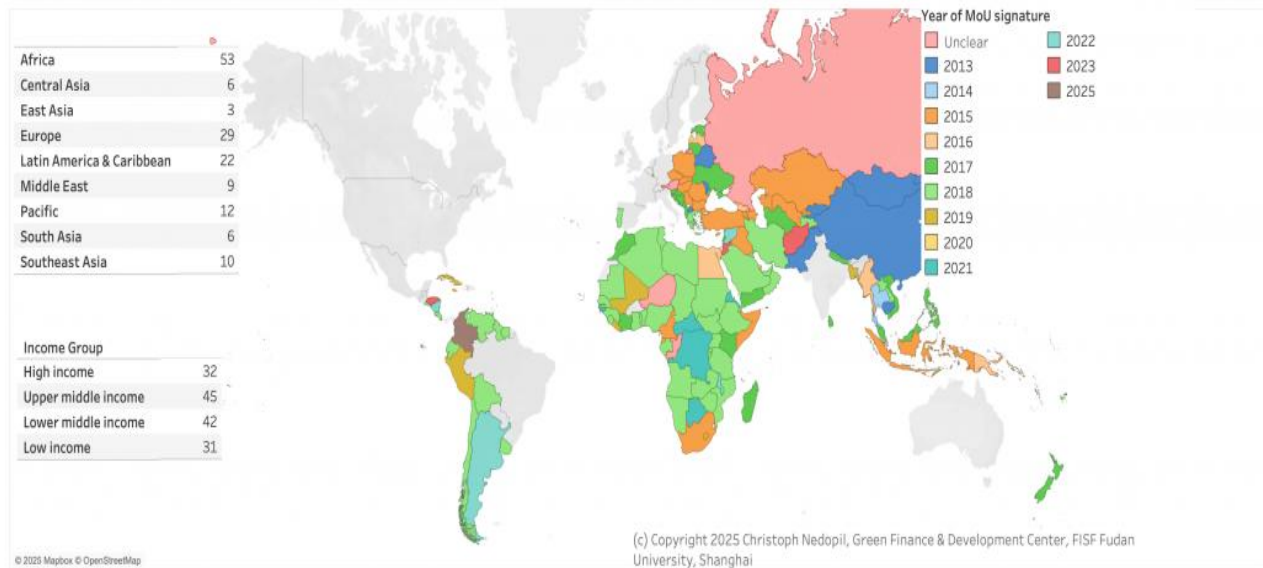 Year of MoU signature
Unclear
2013
2014
2015
2016
2017
2018
2019
2020
2021
2022
2023
2025
Africa 53
Central Asia 6
East Asia 3
Europe 29
Latin America & Caribbean 22
Middle East 9
Pacific 12
South Asia 6
Southeast Asia 10
Income Group
High income 32
Upper middle income 45
Lower middle income 42
Low income 31
(c) Copyright 2025 Christoph Nedopil, Green Finance & Development Center, FISF Fudan
University, Shanghai
© 2025 Mapbox © OpenStreetMap